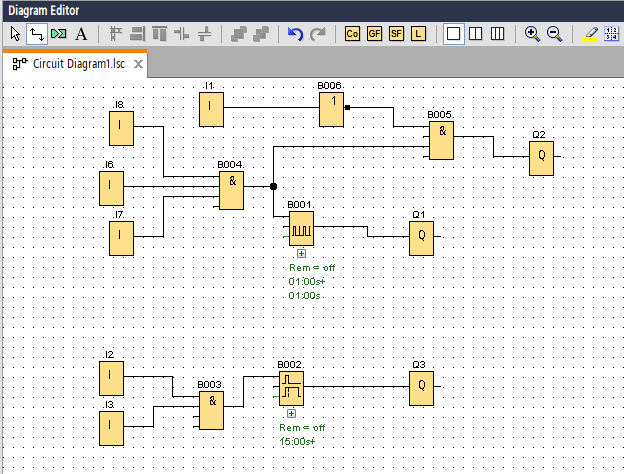 Diagram Editor
A
Co GF SF L
Circuit Diagram1.lsc
I1
I
B006
1
I8
I
B005
&
Q2
Q
I6
I
B004
&
I7
I
B001
Q1
Q
Rem = off
01:00s+
01:00s
I2
I
B002
Q3
Q
B003
&
I3
I
Rem = off
15:00s+